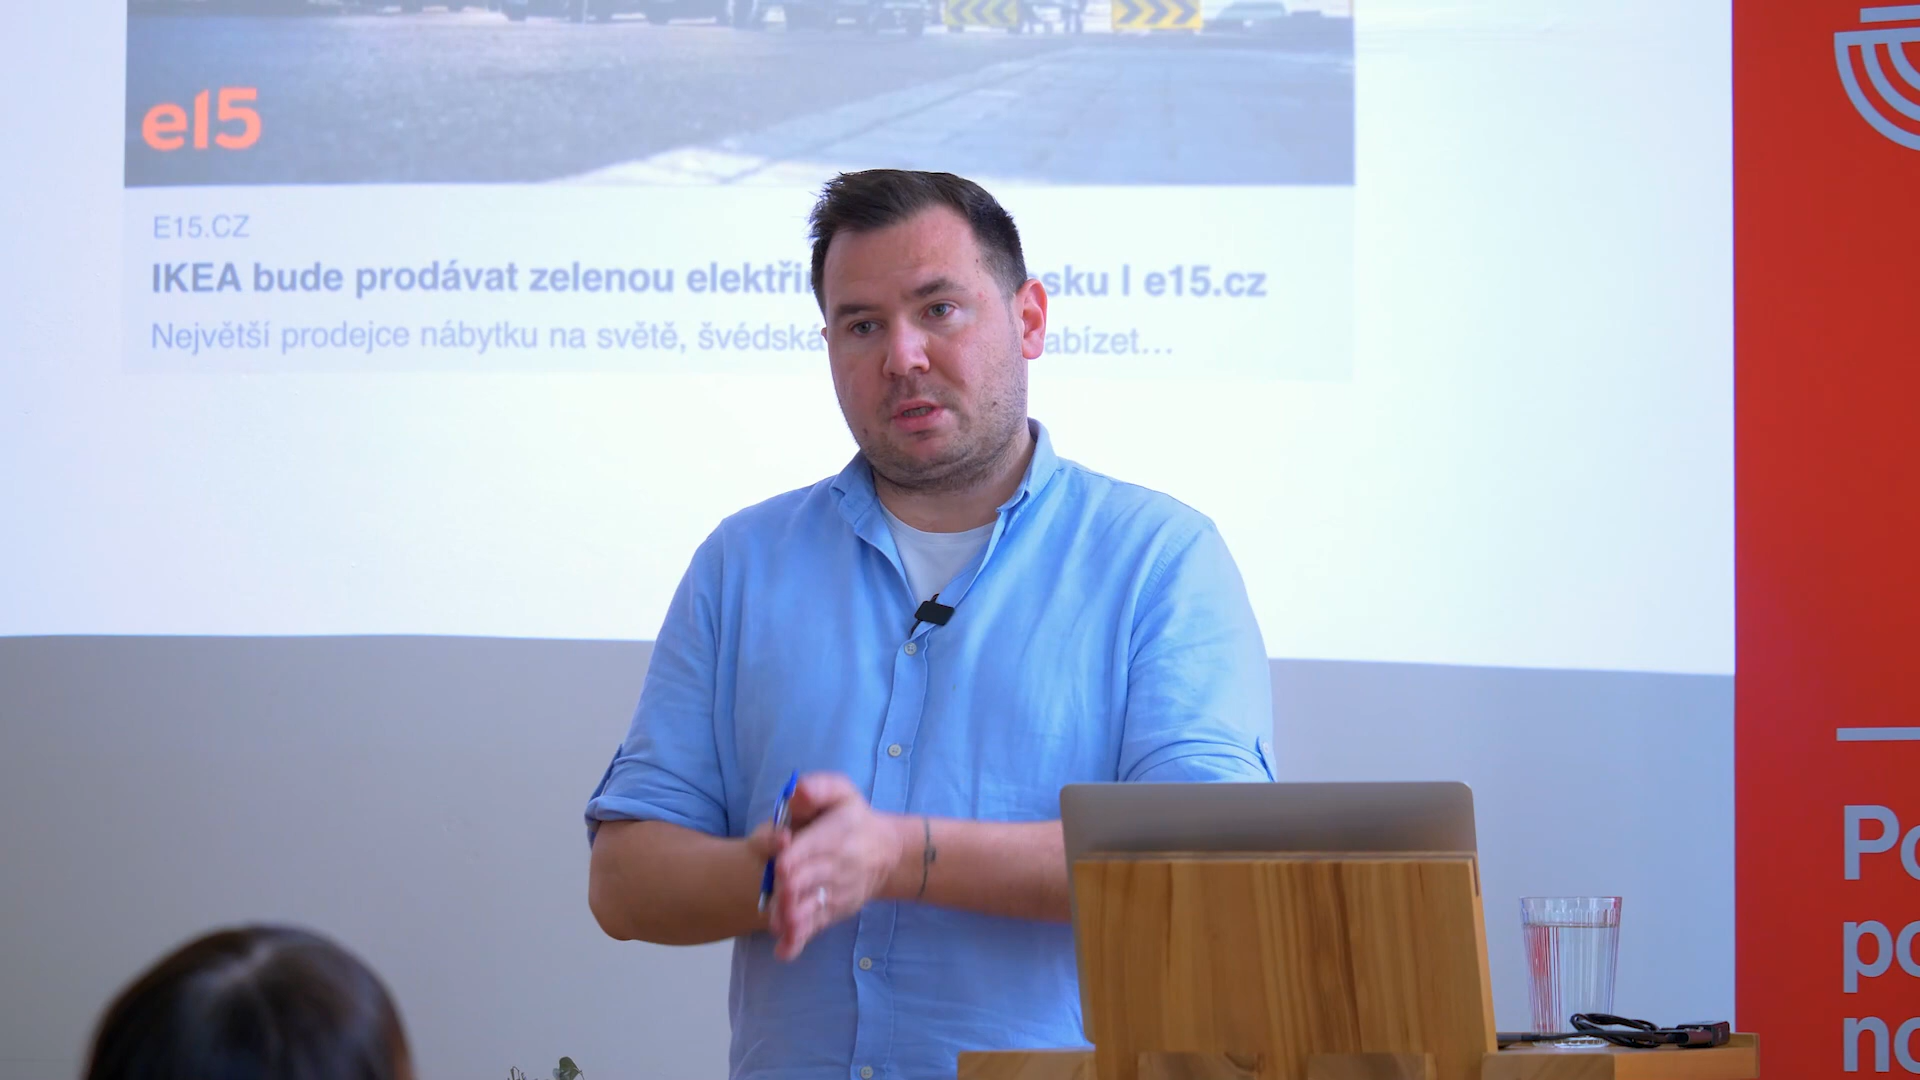 e15
E15.CZ
IKEA bude prodávat zelenou elektřin sku | e15.cz
Největší prodejce nábytku na světě, švédská abízet...
Po
po
no